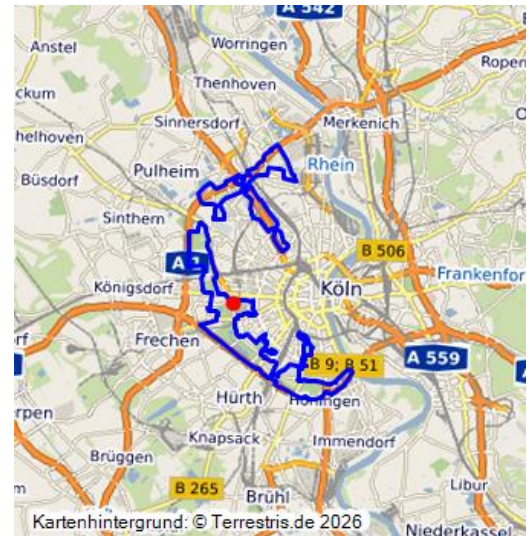 A 542
Anstel
Worringen
Ropen
ckum
Thenhoven
Sinnersdorf
Merkenich
helhoven
Pulheim
Rhein
Büsdorf
Sinthern
B 506
A 1
Königsdorf
Köln
Frankenfor
Frechen
B 9; B 51
A 559
Hürth
Immendorf
rpen
Knapsack
Brüggen
B 265
Brühl
Libur
Kartenhintergrund: © Terrestris.de 2026
Niederkassel